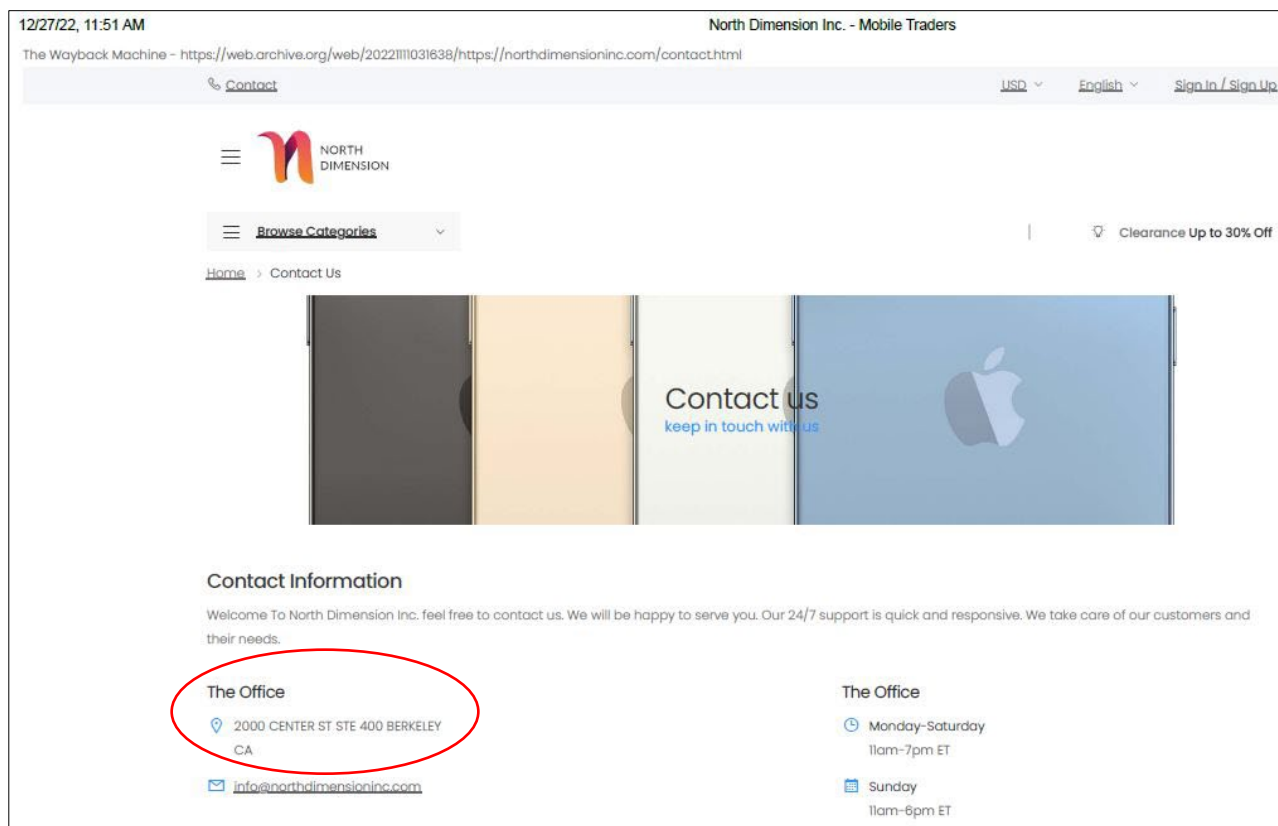 12/27/22, 11:51 AM North Dimension Inc. - Mobile Traders
The Wayback Machine - https://web.archive.org/web/20221111031638/https://northdimensioninc.com/contact.html
Contact USD English Sign In / Sign Up
NORTH
DIMENSION
Browse Categories Clearance Up to 30% Off
Home > Contact Us
Contact us
keep in touch with us
Contact Information
Welcome To North Dimension Inc. feel free to contact us. We will be happy to serve you. Our 24/7 support is quick and responsive. We take care of our customers and
their needs.
The Office
2000 CENTER ST STE 400 BERKELEY
CA
info@northdimensioninc.com
The Office
Monday-Saturday
11am-7pm ET
Sunday
11am-6pm ET